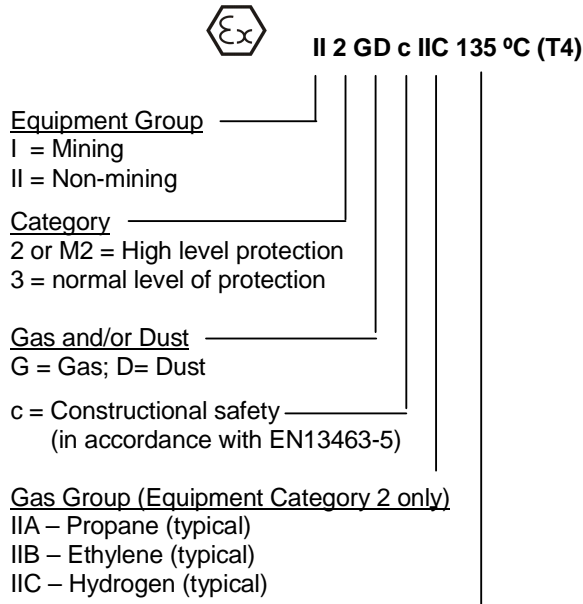 Ex II 2 GD c IIC 135 ºC (T4)
Equipment Group
I = Mining
II = Non-mining
Category
2 or M2 = High level protection
3 = normal level of protection
Gas and/or Dust
G = Gas; D= Dust
c = Constructional safety
(in accordance with EN13463-5)
Gas Group (Equipment Category 2 only)
IIA – Propane (typical)
IIB – Ethylene (typical)
IIC – Hydrogen (typical)